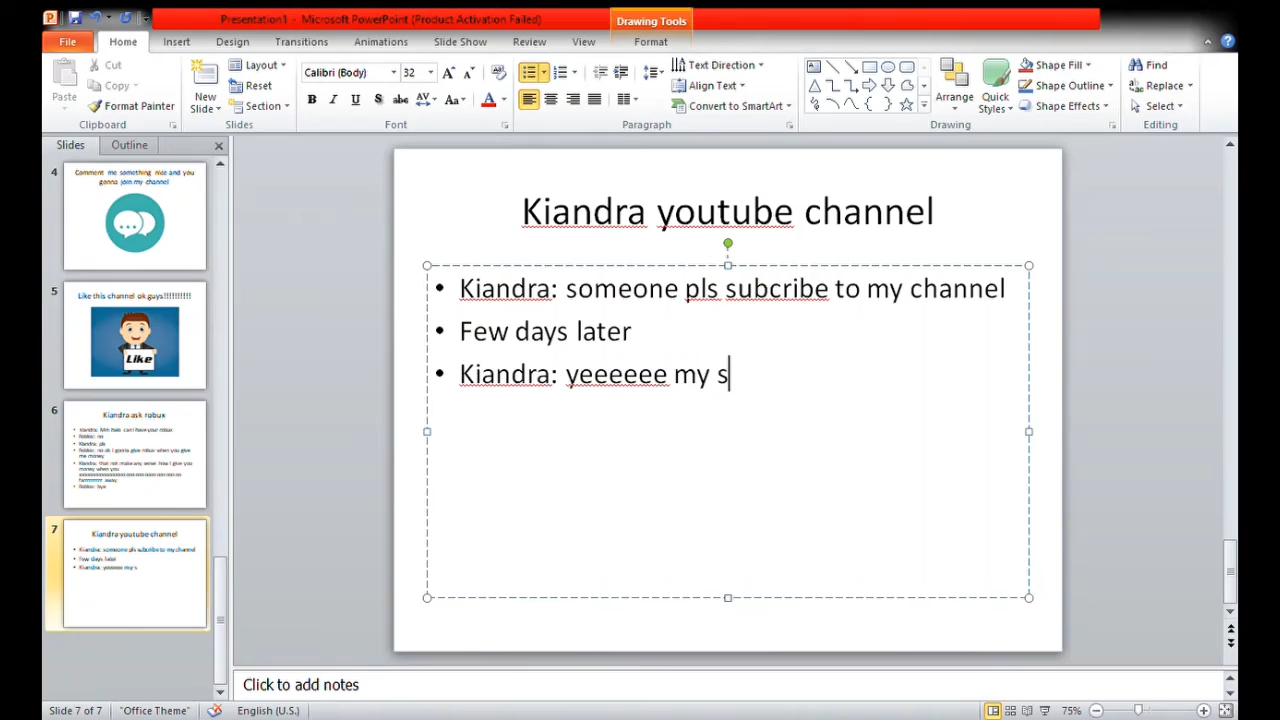 Presentation1 - Microsoft PowerPoint (Product Activation Failed)
Drawing Tools
File Home Insert Design Transitions Animations Slide Show Review View Format
Cut
Copy
Format Painter
Paste
Clipboard
New
Slide
Layout
Reset
Section
Slides
Calibri (Body) 32
Font
Text Direction
Align Text
Convert to SmartArt
Paragraph
Arrange
Quick
Styles
Shape Fill
Shape Outline
Shape Effects
Drawing
Find
Replace
Select
Editing
Slides Outline
4
Comment me something nice and you
gonna join my channel
5
Like this channel ok guys!!!!!!!!!!
Like
6
Kiandra ask robux
Roblox: no
Kiandra: pls
Roblox: bye
7
Kiandra youtube channel
Kiandra: someone pls subcribe to my channel
Few days later
Kiandra: yeeeeee my s
Kiandra youtube channel
• Kiandra: someone pls subcribe to my channel
• Few days later
• Kiandra: yeeeeee my s
Click to add notes
Slide 7 of 7 "Office Theme" English (U.S.) 75%